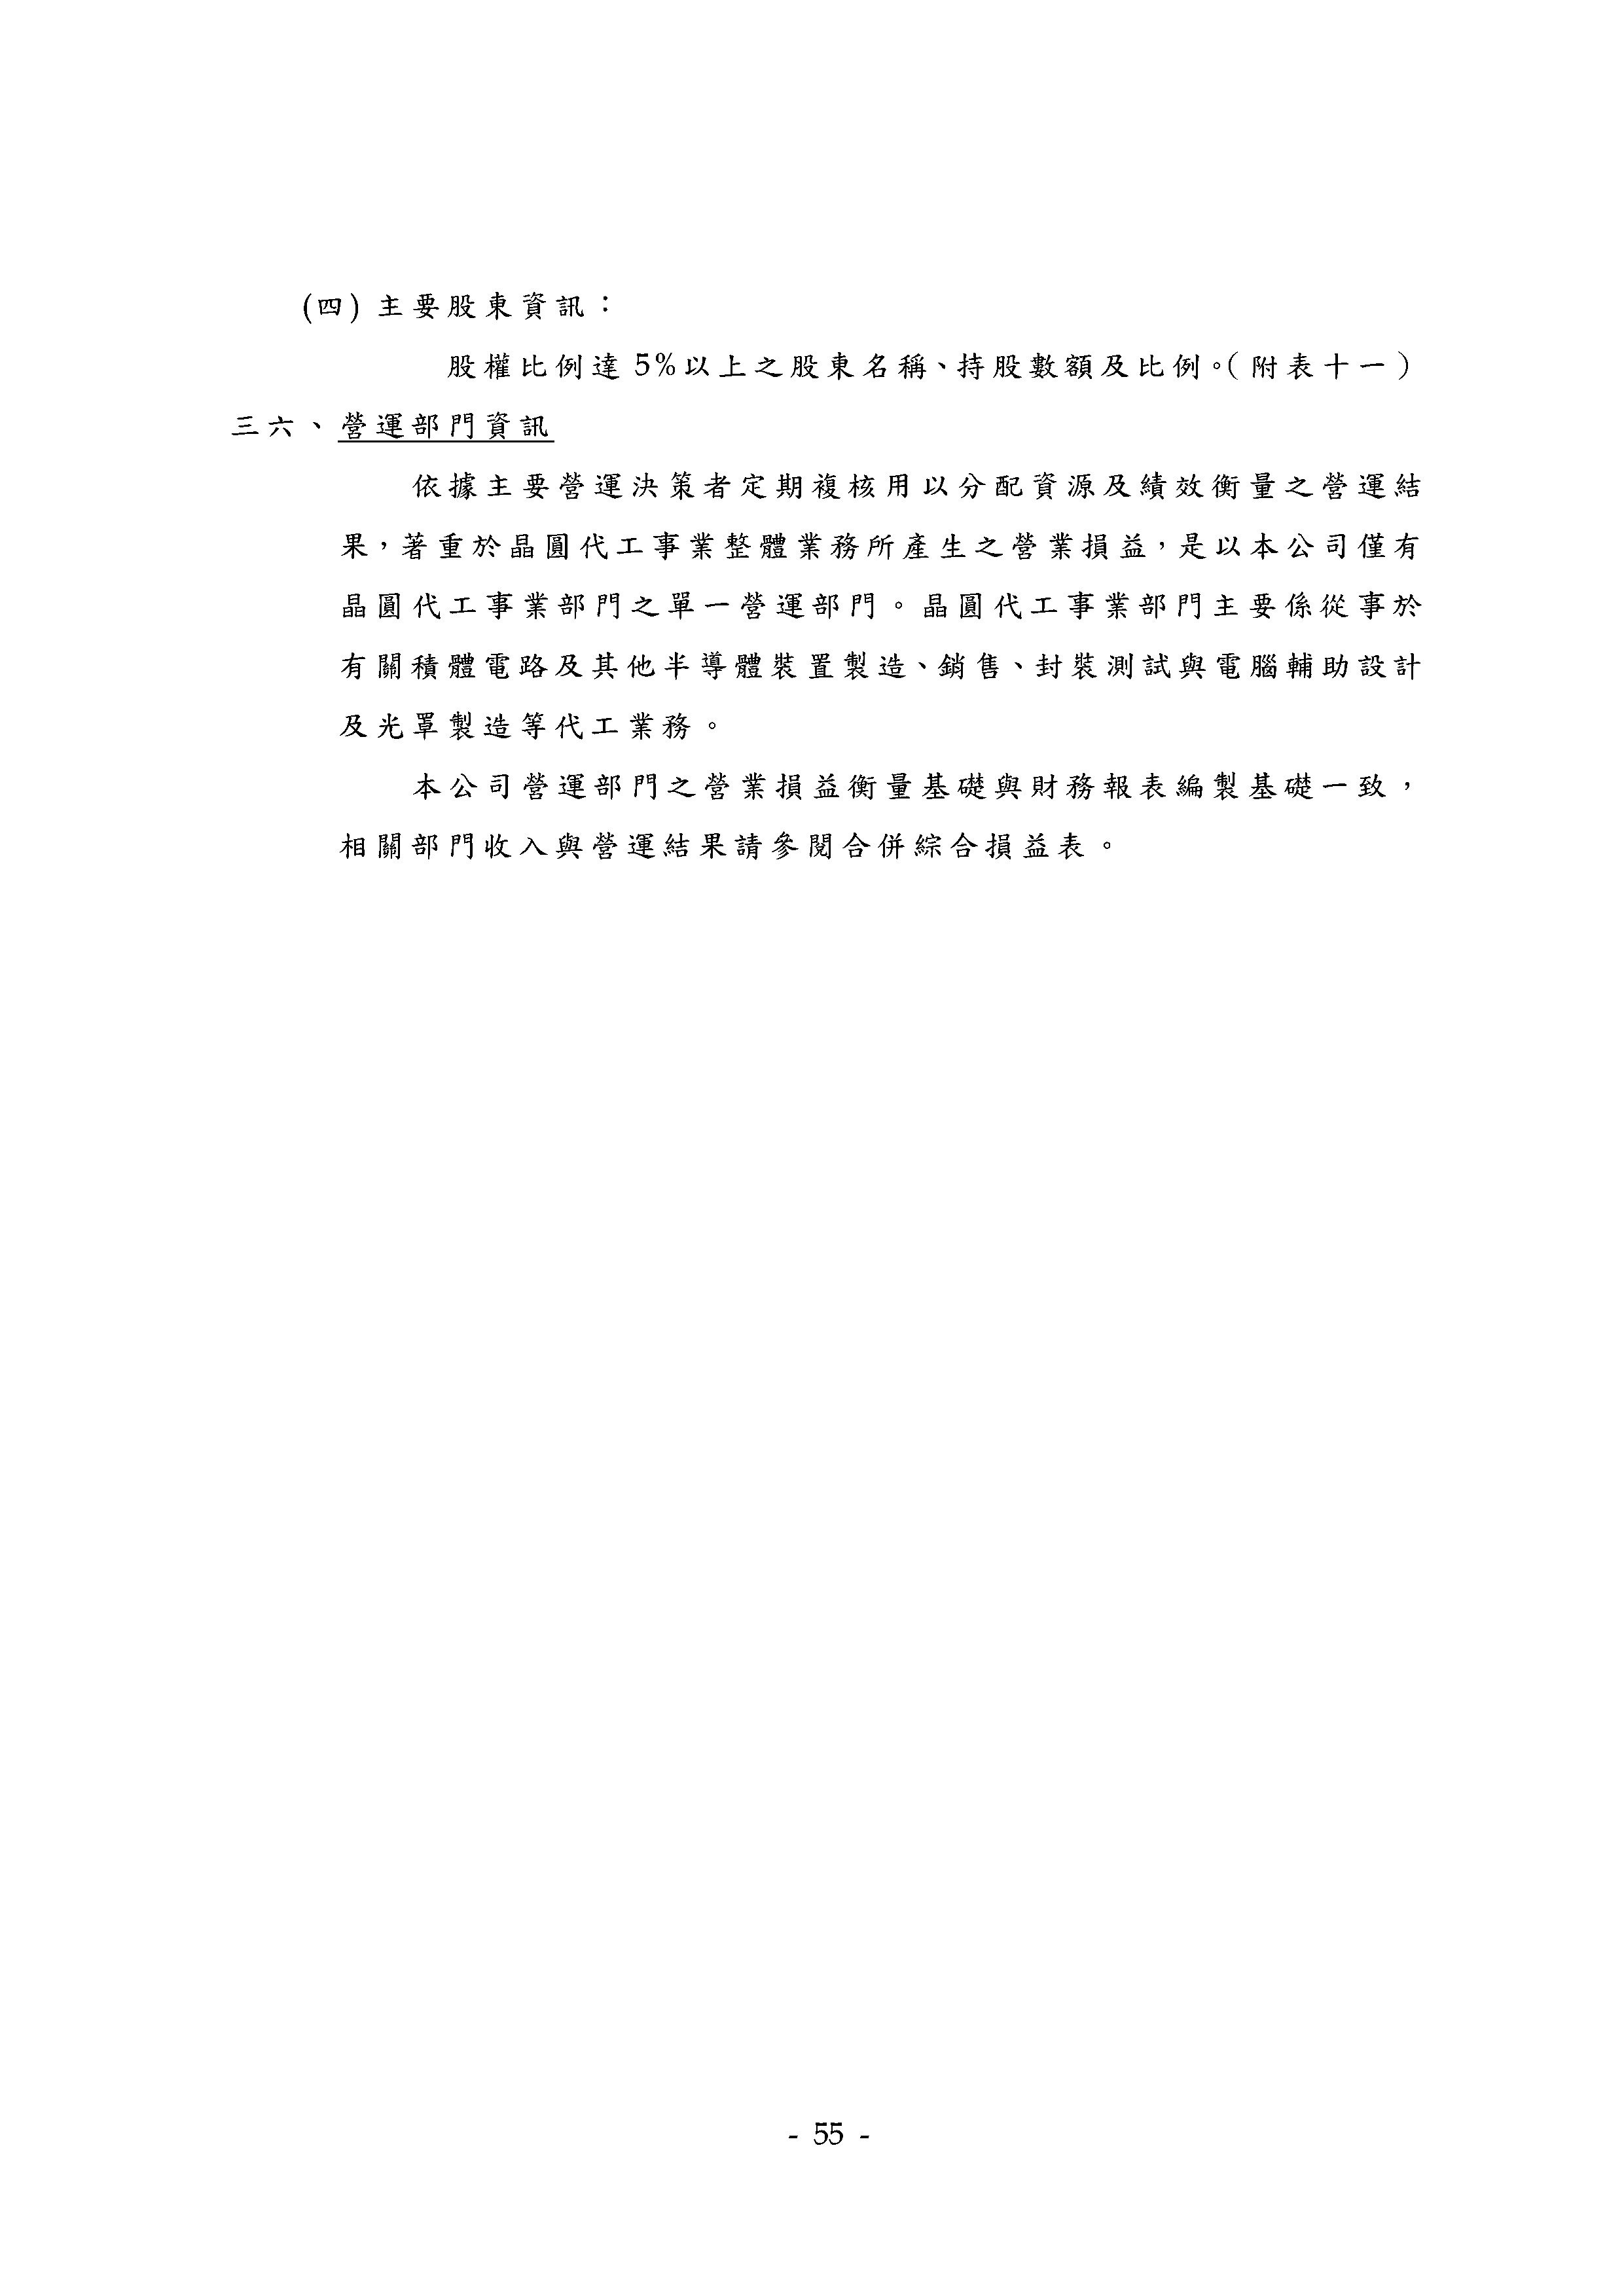 (四) 主要股東資訊：
股權比例達 5%以上之股東名稱、持股數額及比例。（附表十一）
三六、營運部門資訊
依據主要營運決策者定期複核用以分配資源及績效衡量之營運結
果，著重於晶圓代工事業整體業務所產生之營業損益，是以本公司僅有
晶圓代工事業部門之單一營運部門。晶圓代工事業部門主要係從事於
有關積體電路及其他半導體裝置製造、銷售、封裝測試與電腦輔助設計
及光罩製造等代工業務。
本公司營運部門之營業損益衡量基礎與財務報表編製基礎一致，
相關部門收入與營運結果請參閱合併綜合損益表。
- 55 -